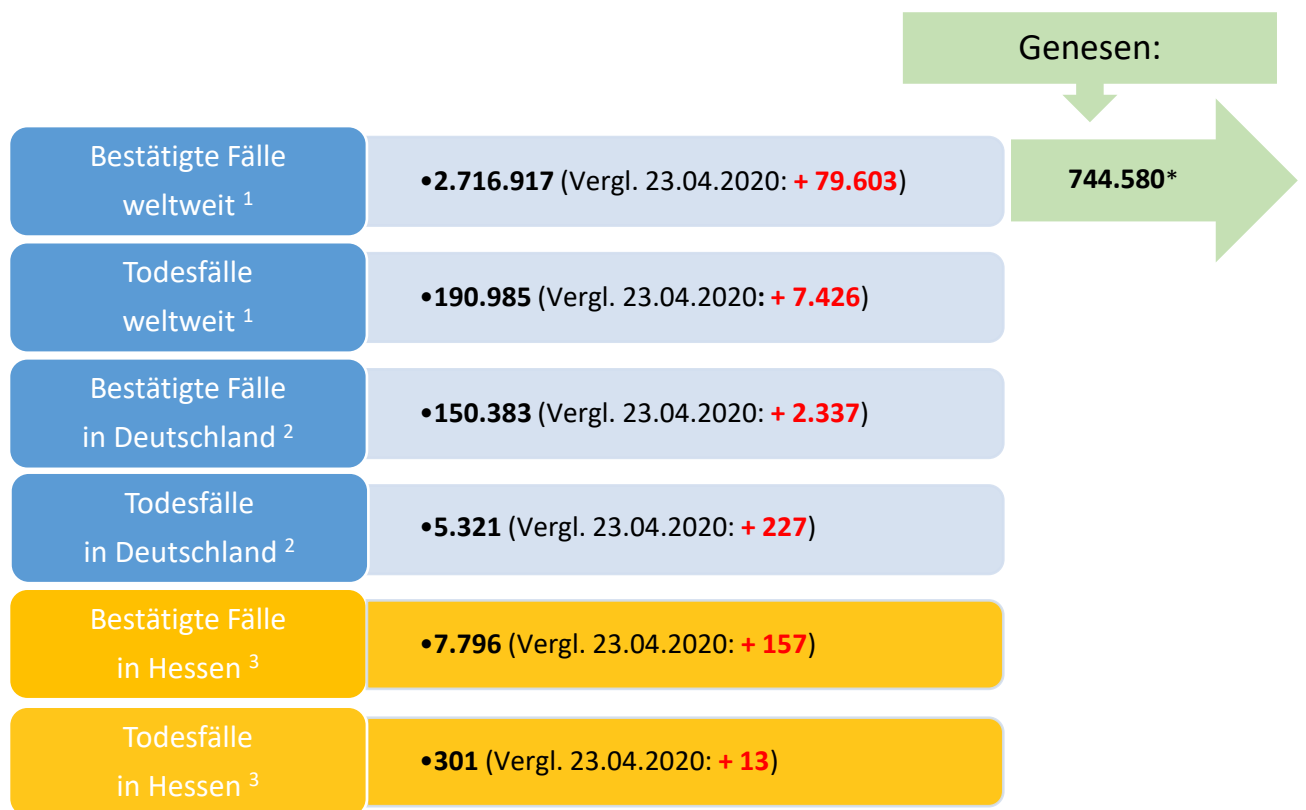 Genesen:
Bestätigte Fälle
weltweit ¹
•2.716.917 (Vergl. 23.04.2020: + 79.603)
744.580*
Todesfälle
weltweit ¹
•190.985 (Vergl. 23.04.2020: + 7.426)
Bestätigte Fälle
in Deutschland ²
•150.383 (Vergl. 23.04.2020: + 2.337)
Todesfälle
in Deutschland ²
•5.321 (Vergl. 23.04.2020: + 227)
Bestätigte Fälle
in Hessen ³
•7.796 (Vergl. 23.04.2020: + 157)
Todesfälle
in Hessen ³
•301 (Vergl. 23.04.2020: + 13)